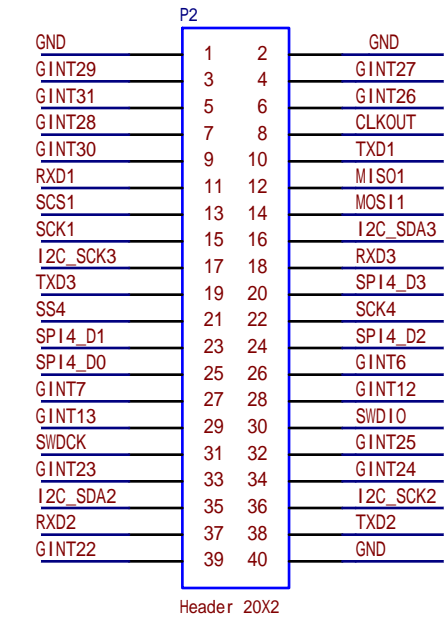 P2
GND 1 2 GND
GINT29 3 4 GINT27
GINT31 5 6 GINT26
GINT28 7 8 CLKOUT
GINT30 9 10 TXD1
RXD1 11 12 MISO1
SCS1 13 14 MOSI1
SCK1 15 16 I2C_SDA3
I2C_SCK3 17 18 RXD3
TXD3 19 20 SPI4_D3
SS4 21 22 SCK4
SPI4_D1 23 24 SPI4_D2
SPI4_D0 25 26 GINT6
GINT7 27 28 GINT12
GINT13 29 30 SWDIO
SWDCK 31 32 GINT25
GINT23 33 34 GINT24
I2C_SDA2 35 36 I2C_SCK2
RXD2 37 38 TXD2
GINT22 39 40 GND
Header 20X2